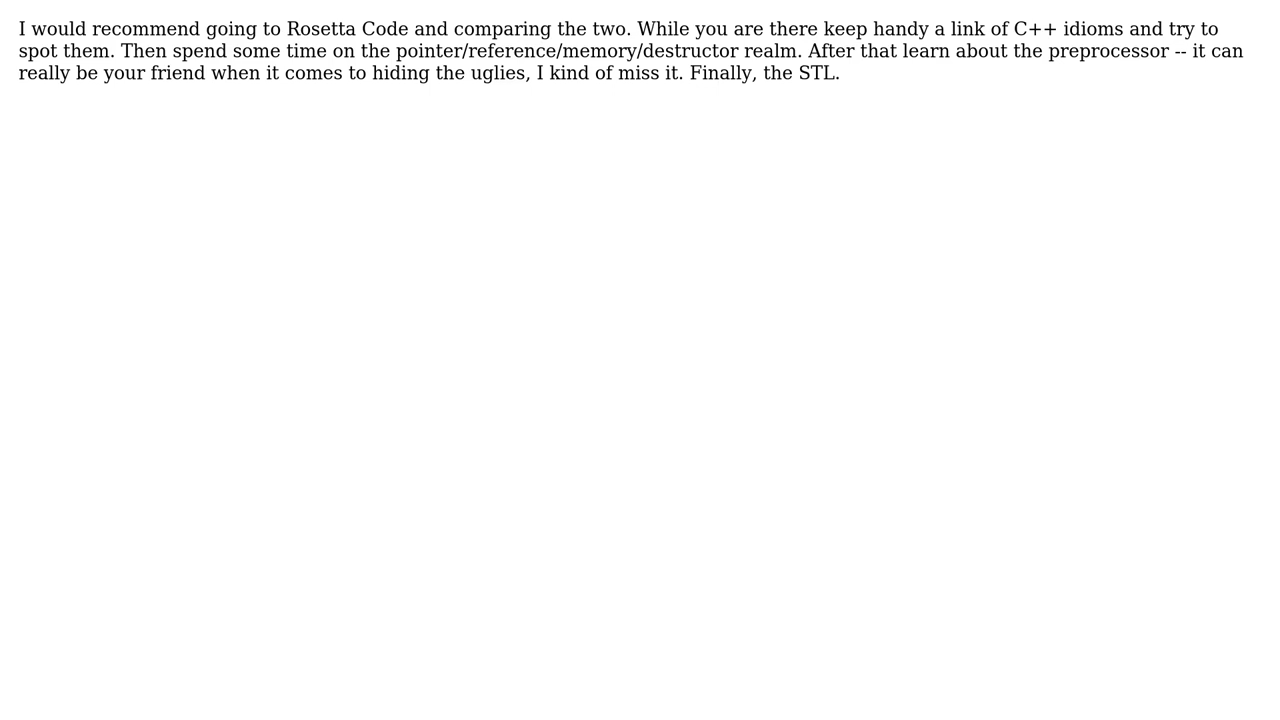 I would recommend going to Rosetta Code and comparing the two. While you are there keep handy a link of C++ idioms and try to
spot them. Then spend some time on the pointer/reference/memory/destructor realm. After that learn about the preprocessor -- it can
really be your friend when it comes to hiding the uglies, I kind of miss it. Finally, the STL.